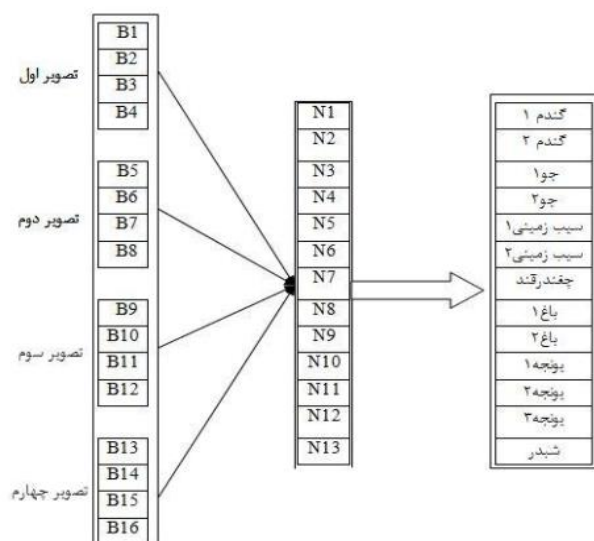 تصویر اول
B1
B2
B3
B4
تصویر دوم
B5
B6
B7
B8
تصویر سوم
B9
B10
B11
B12
تصویر چهارم
B13
B14
B15
B16
N1
N2
N3
N4
N5
N6
N7
N8
N9
N10
N11
N12
N13
گندم ۱
گندم ۲
جو۱
جو۲
سیب زمینی۱
سیب زمینی۲
چغندرقند
باغ۱
باغ۲
یونجه۱
یونجه۲
یونجه۳
شبدر